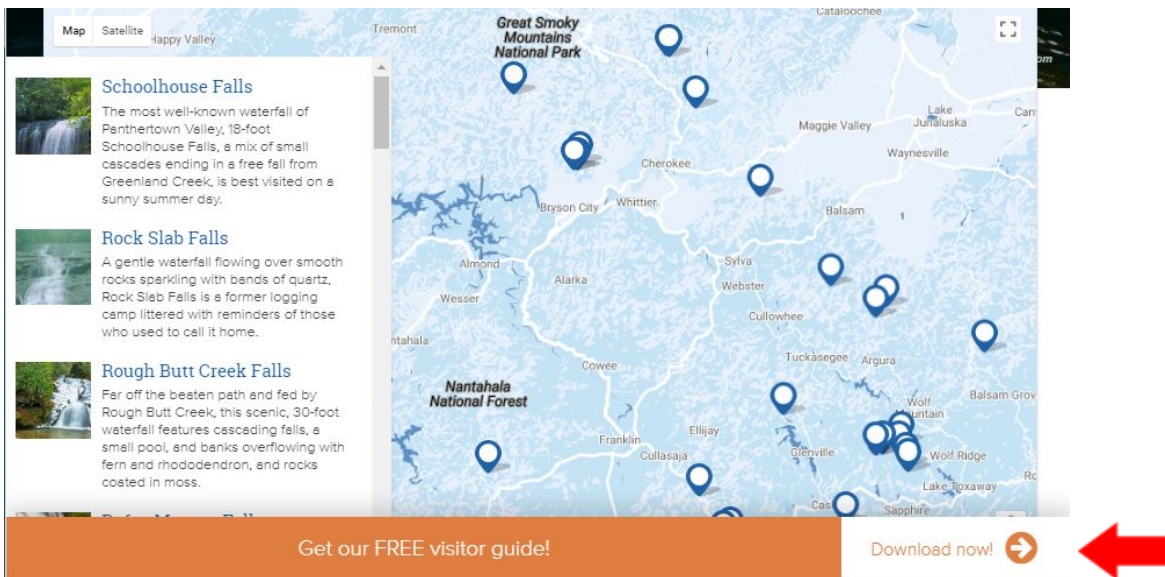 Map Satellite
Happy Valley
Tremont
Great Smoky
Mountains
National Park
Cataloochee
om
Schoolhouse Falls
The most well-known waterfall of
Panthertown Valley, 18-foot
Schoolhouse Falls, a mix of small
cascades ending in a free fall from
Greenland Creek, is best visited on a
sunny summer day.
Rock Slab Falls
A gentle waterfall flowing over smooth
rocks sparkling with bands of quartz,
Rock Slab Falls is a former logging
camp littered with reminders of those
who used to call it home.
Rough Butt Creek Falls
Far off the beaten path and fed by
Rough Butt Creek, this scenic, 30-foot
waterfall features cascading falls, a
small pool, and banks overflowing with
fern and rhododendron, and rocks
coated in moss.
Maggie Valley
Lake
Junaluska
Can
Waynesville
Cherokee
Bryson City
Whittier
Balsam
Almond
Alarka
Sylva
Webster
Wesser
Cullowhee
ntahala
Cowee
Tuckasegee
Argura
Nantahala
National Forest
Wolf
Mountain
Balsam Grov
Franklin
Ellijay
Cullasaja
Glenville
Wolf Ridge
Lake Toxaway
Ro
Cas
Sapphire
Get our FREE visitor guide!
Download now!